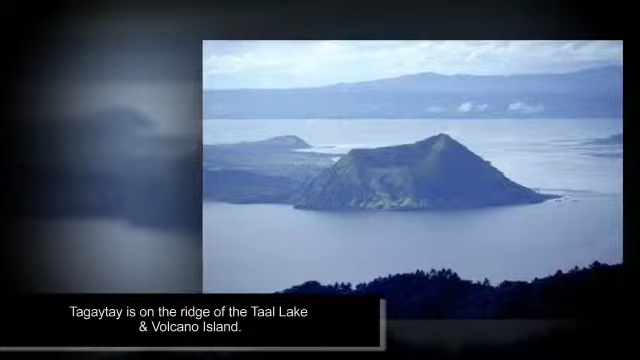 Tagaytay is on the ridge of the Taal Lake
& Volcano Island.